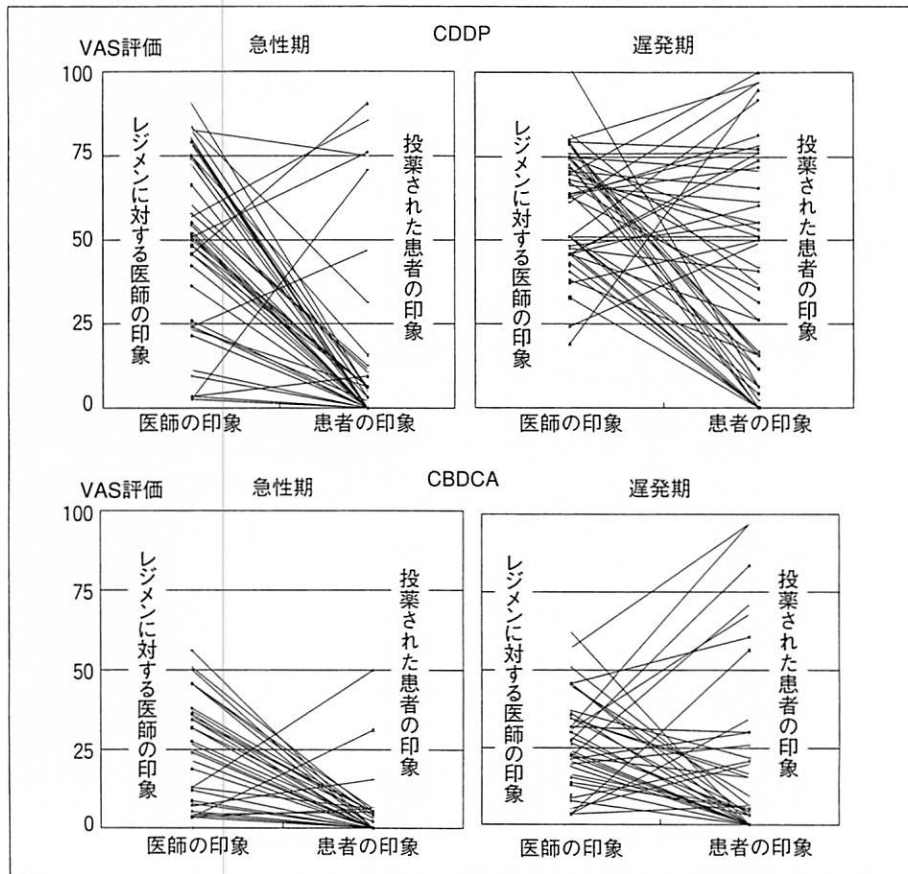 CDDP
VAS評価
急性期
遅発期
100
75
50
25
0
レジメンに対する医師の印象
投薬された患者の印象
レジメンに対する医師の印象
投薬された患者の印象
医師の印象
患者の印象
医師の印象
患者の印象
CBDCA
VAS評価
急性期
遅発期
100
75
50
25
0
レジメンに対する医師の印象
投薬された患者の印象
レジメンに対する医師の印象
投薬された患者の印象
医師の印象
患者の印象
医師の印象
患者の印象